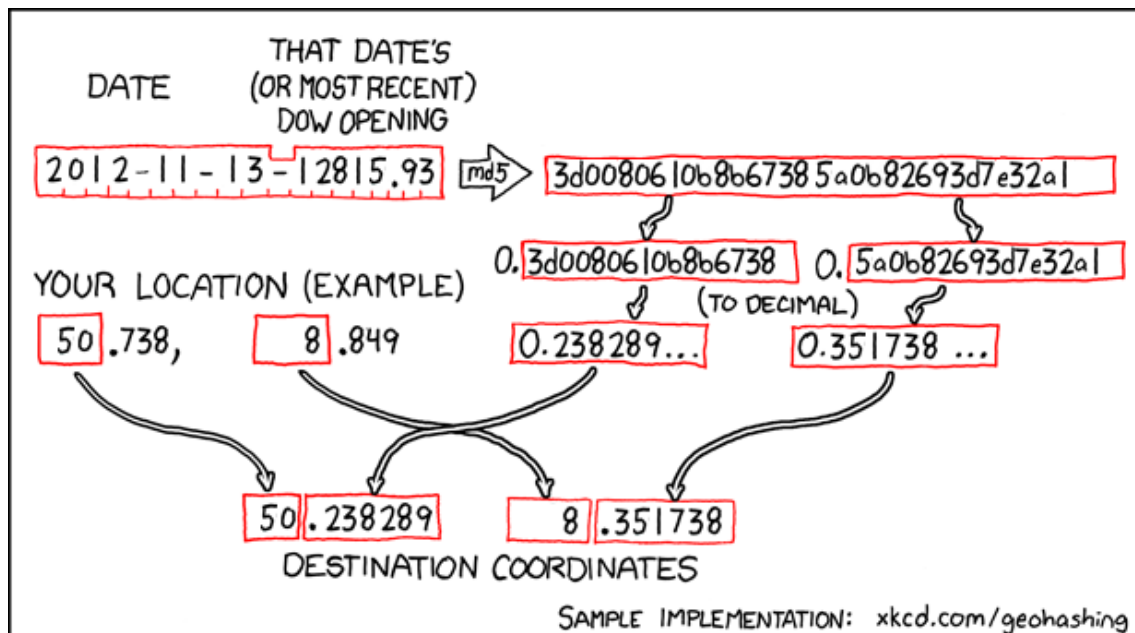 DATE
THAT DATE'S
(OR MOST RECENT)
DOW OPENING
2012-11-13-12815.93
md5
3d0080610b8b67385a0b82693d7e32a1
0.3d0080610b8b6738
0.5a0b82693d7e32a1
YOUR LOCATION (EXAMPLE)
(TO DECIMAL)
50.738,
8.849
0.238289...
0.351738 ...
50.238289
8.351738
DESTINATION COORDINATES
SAMPLE IMPLEMENTATION: xkcd.com/geohashing